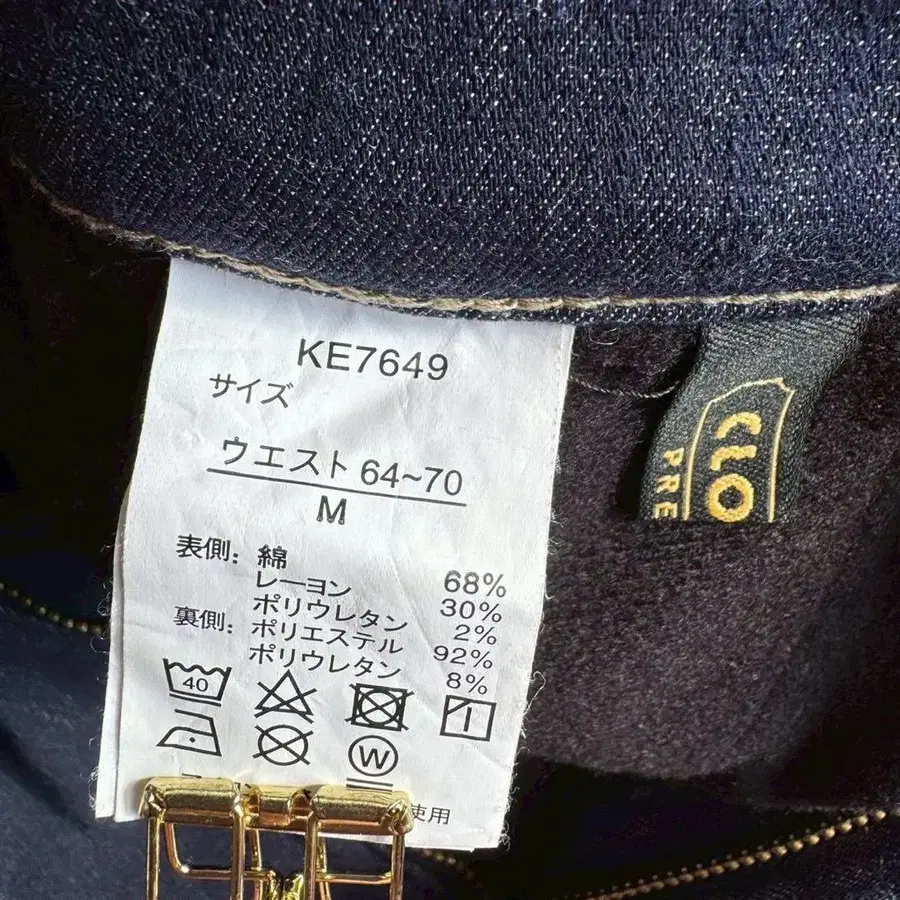 KE7649
サイズ
ウエスト 64~70
M
表側: 綿 68%
レーヨン 30%
ポリウレタン 2%
裏側: ポリエステル 92%
ポリウレタン 8%
40
W
使用
CLO
PRE